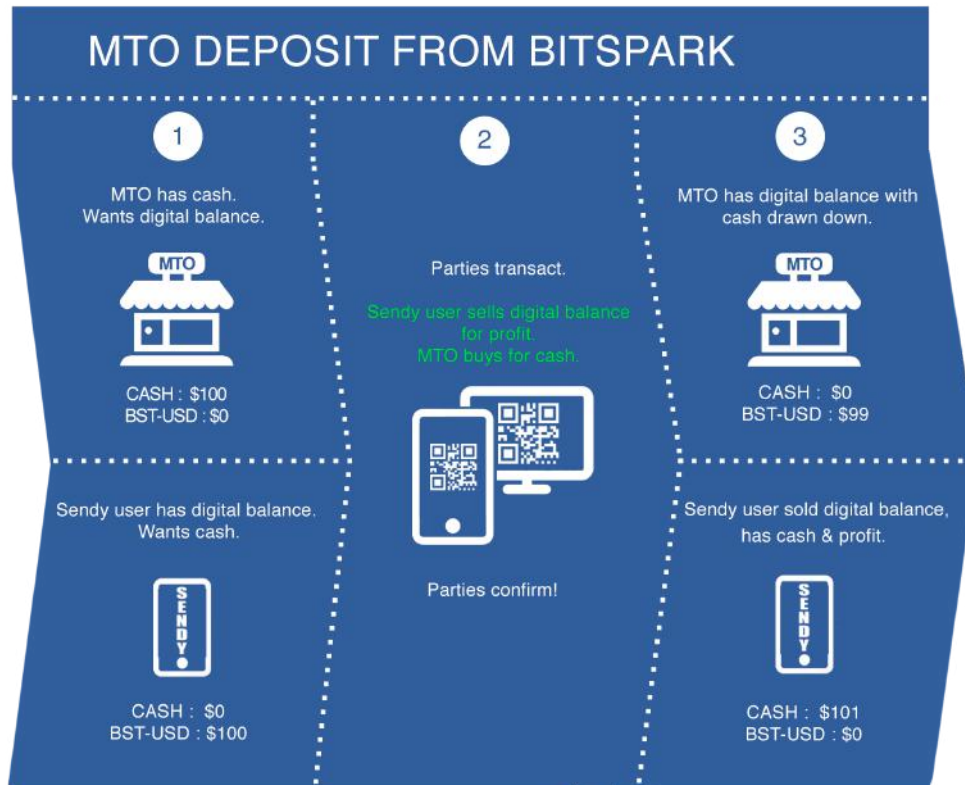 MTO DEPOSIT FROM BITSPARK
1
MTO has cash.
Wants digital balance.
MTO
CASH : $100
BST-USD : $0
Sendy user has digital balance.
Wants cash.
SENDY
CASH : $0
BST-USD : $100
2
Parties transact.
Sendy user sells digital balance
for profit.
MTO buys for cash.
Parties confirm!
3
MTO has digital balance with
cash drawn down.
MTO
CASH : $0
BST-USD : $99
Sendy user sold digital balance,
has cash & profit.
SENDY
CASH : $101
BST-USD : $0